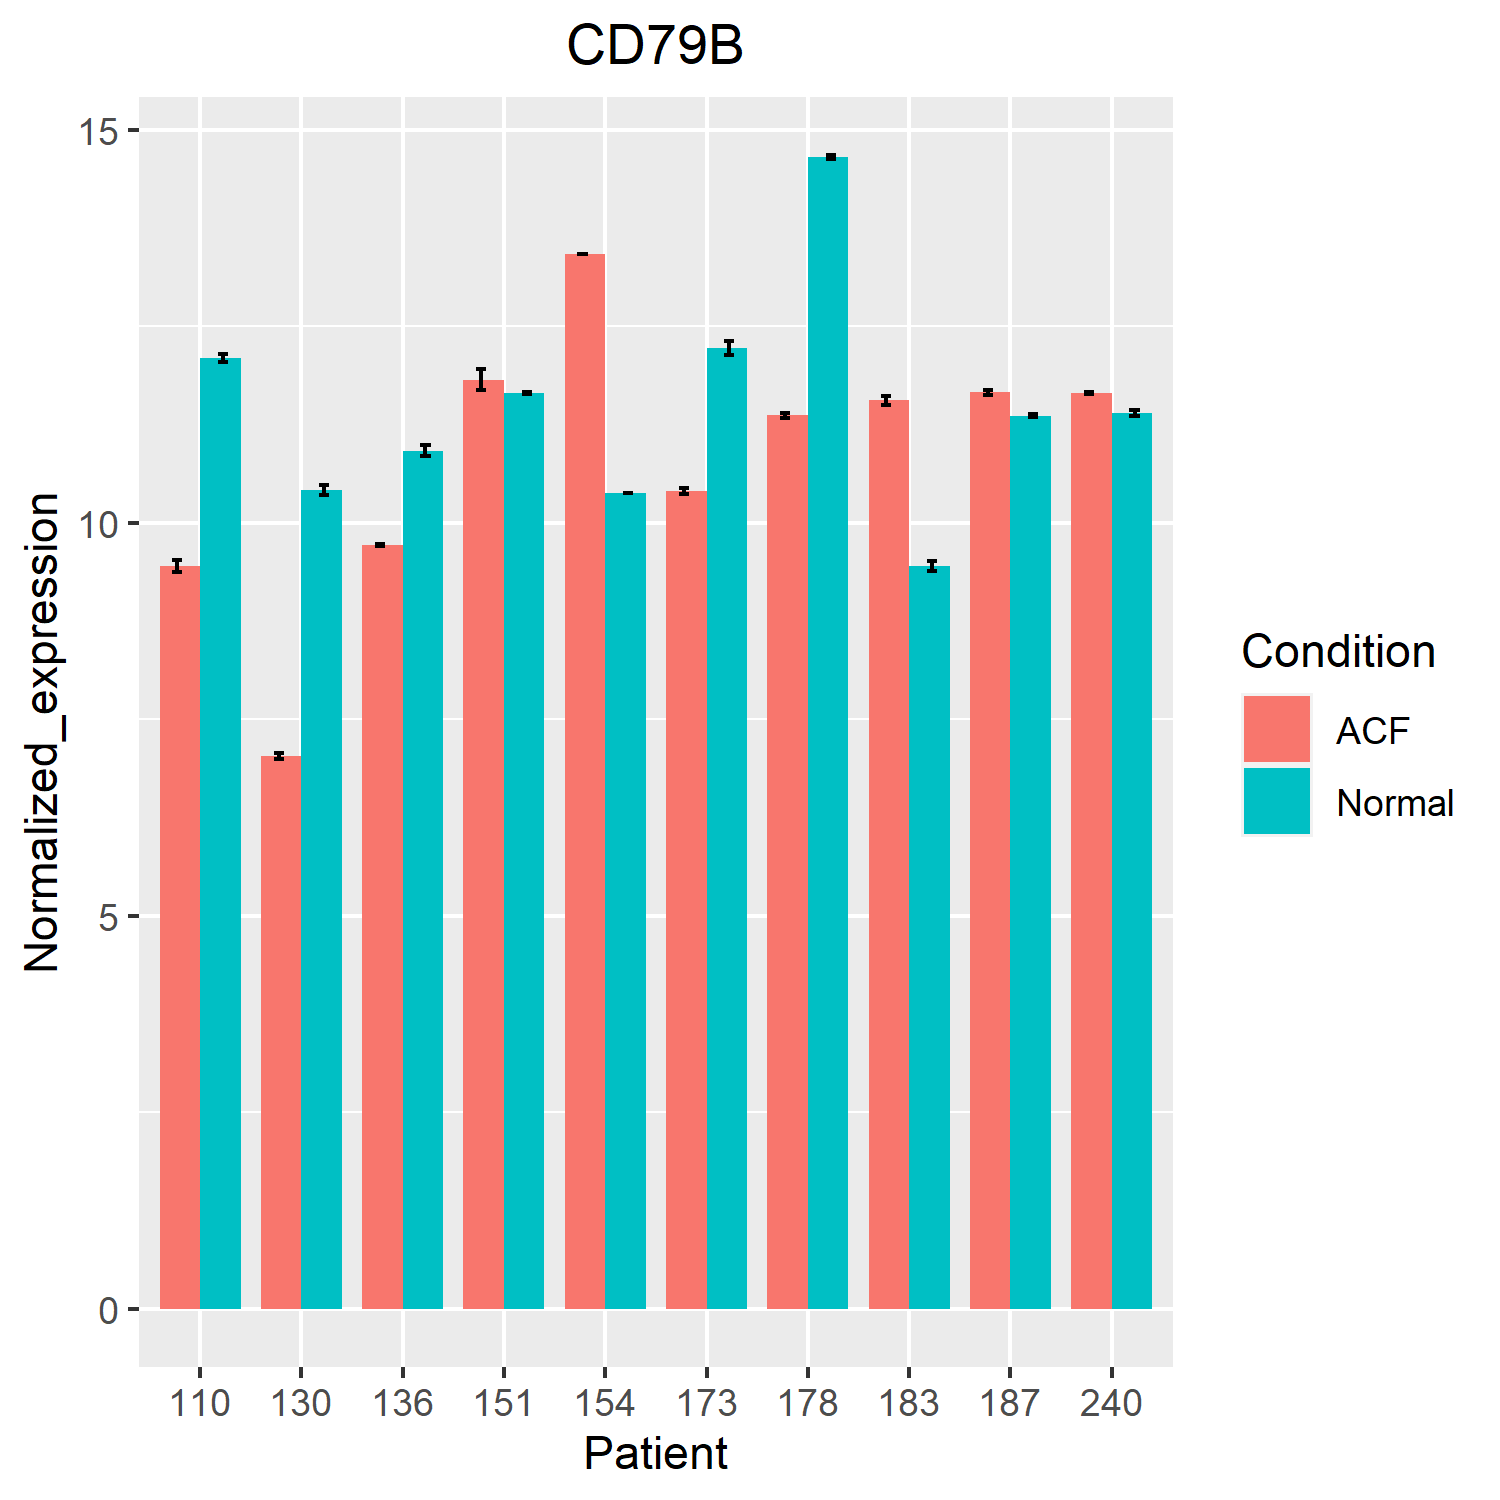 CD79B
15
10
5
0
Normalized_expression
110 130 136 151 154 173 178 183 187 240
Patient
Condition
ACF
Normal